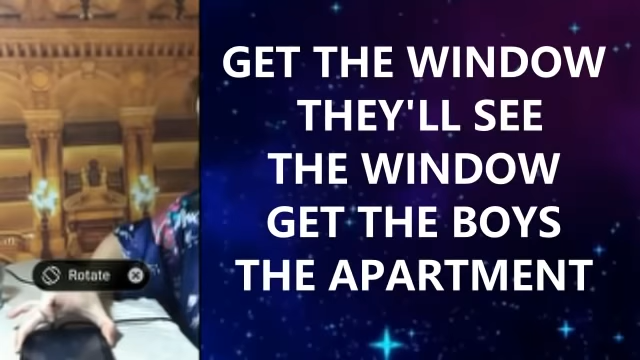 GET THE WINDOW
THEY'LL SEE
THE WINDOW
GET THE BOYS
THE APARTMENT
Rotate